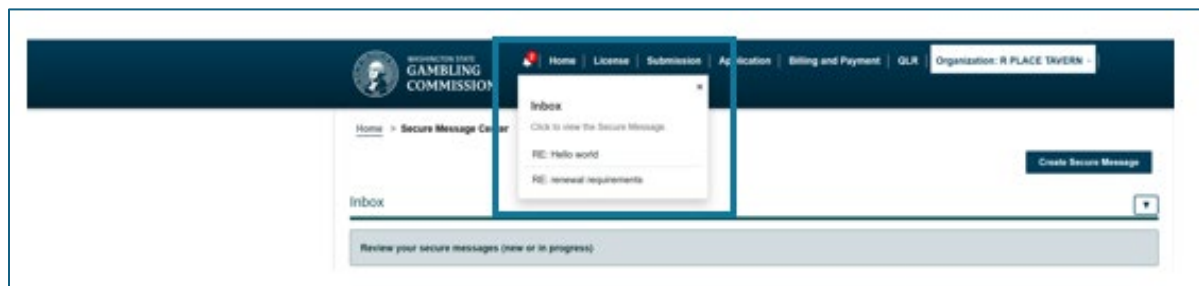 WASHINGTON STATE
GAMBLING
COMMISSION
Home | License | Submission | Application | Billing and Payment | QLR | Organization: R PLACE TAVERN
×
Inbox
Click to view the Secure Message
RE: Hello world
RE: renewal requirements
Home > Secure Message Center
Create Secure Message
Inbox
Review your secure messages (new or in progress)